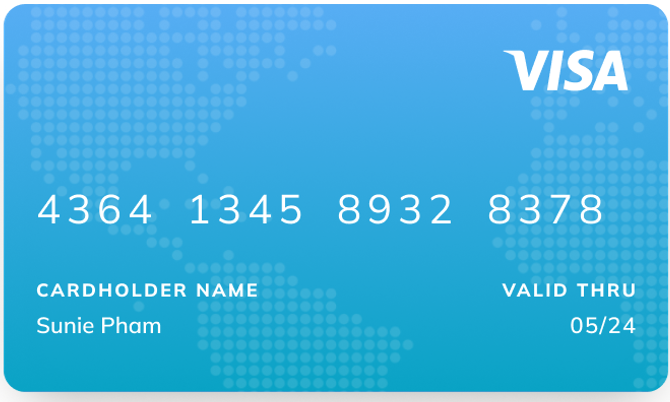 VISA
4364 1345 8932 8378
CARDHOLDER NAME VALID THRU
Sunie Pham 05/24